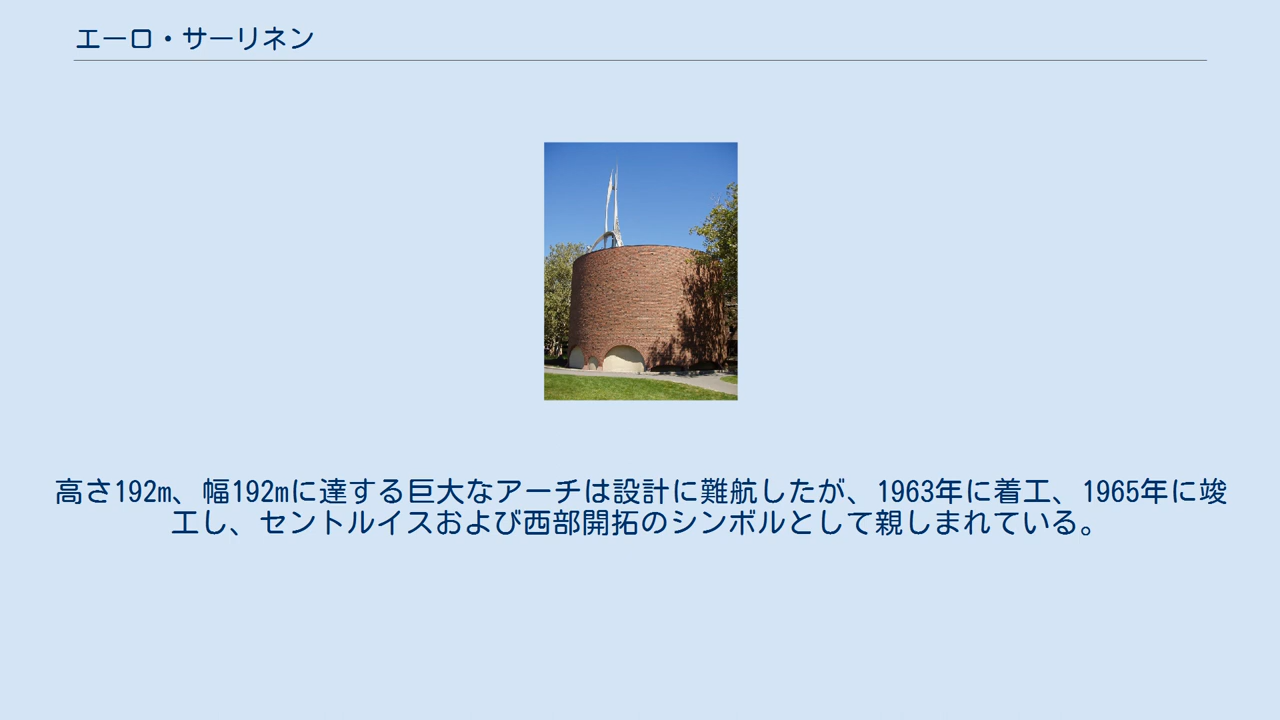 エーロ・サーリネン
高さ192m、幅192mに達する巨大なアーチは設計に難航したが、1963年に着工、1965年に竣
工し、セントルイスおよび西部開拓のシンボルとして親しまれている。